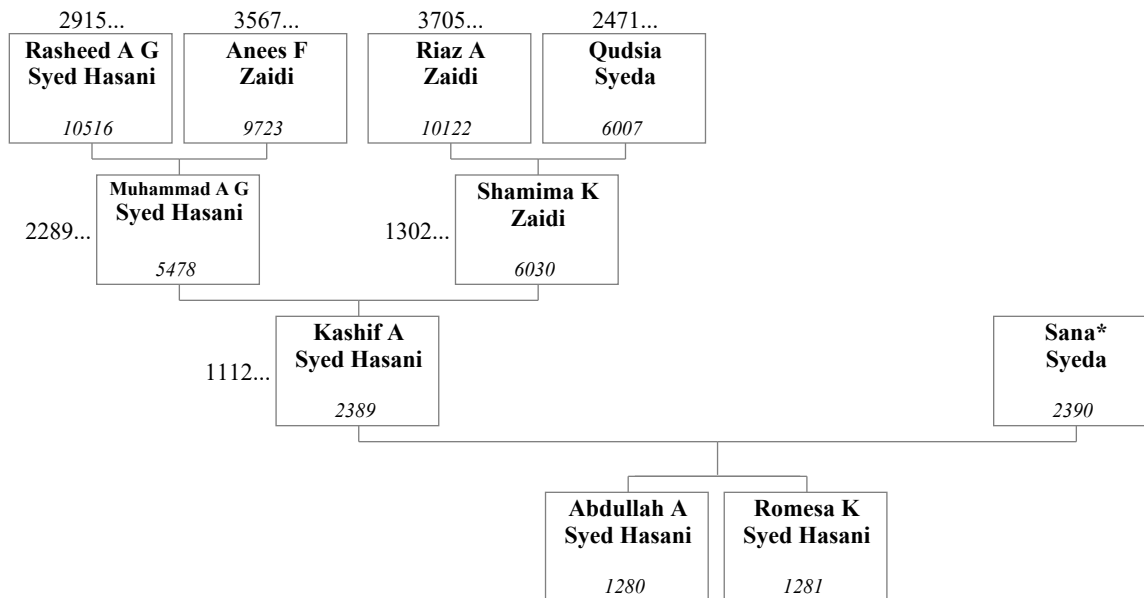 2915...
3567...
3705...
2471...
Rasheed A G
Syed Hasani
10516
Anees F
Zaidi
9723
Riaz A
Zaidi
10122
Qudsia
Syeda
6007
2289...
Muhammad A G
Syed Hasani
5478
1302...
Shamima K
Zaidi
6030
1112...
Kashif A
Syed Hasani
2389
Sana*
Syeda
2390
Abdullah A
Syed Hasani
1280
Romesa K
Syed Hasani
1281